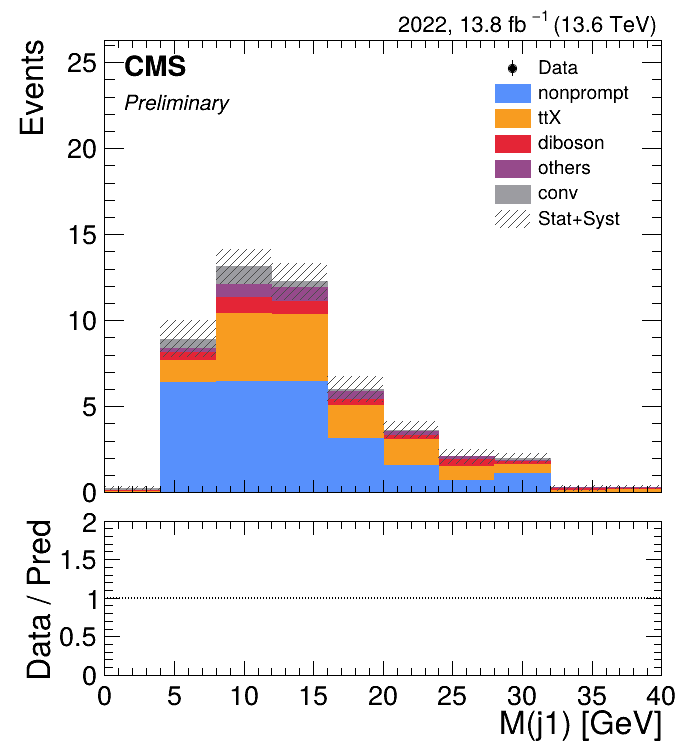 2022, 13.8 fb⁻¹ (13.6 TeV)
CMS
Preliminary
Events
25
20
15
10
5
0
Data
nonprompt
ttX
diboson
others
conv
Stat+Syst
Data / Pred
2
1.5
1
0.5
0
0 5 10 15 20 25 30 35 40
M(j1) [GeV]